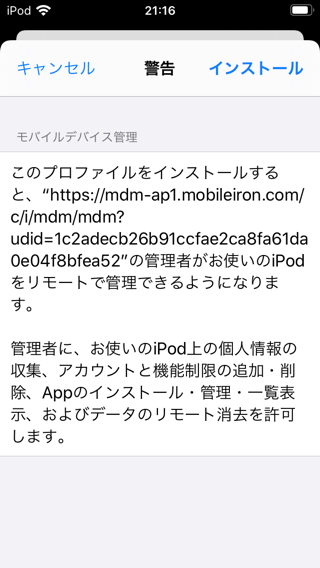 iPod 21:16
キャンセル 警告 インストール
モバイルデバイス管理
このプロファイルをインストールする
と、“https://mdm-ap1.mobileiron.com/
c/i/mdm/mdm?
udid=1c2adecb26b91ccfae2ca8fa61da
0e04f8bfea52”の管理者がお使いのiPod
をリモートで管理できるようになりま
す。
管理者に、お使いのiPod上の個人情報の
収集、アカウントと機能制限の追加・削
除、Appのインストール・管理・一覧表
示、およびデータのリモート消去を許可
します。